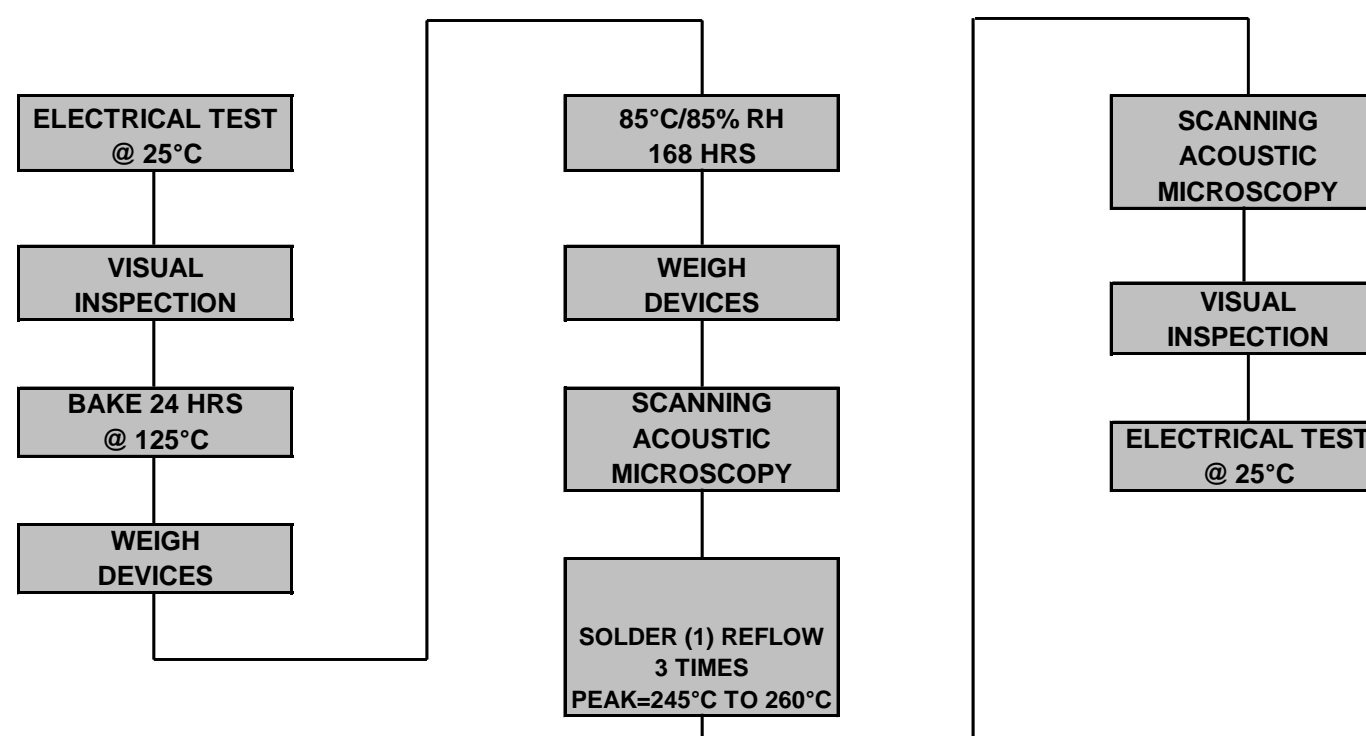 ELECTRICAL TEST
@ 25°C
VISUAL
INSPECTION
BAKE 24 HRS
@ 125°C
WEIGH
DEVICES
85°C/85% RH
168 HRS
WEIGH
DEVICES
SCANNING
ACOUSTIC
MICROSCOPY
SOLDER (1) REFLOW
3 TIMES
PEAK=245°C TO 260°C
SCANNING
ACOUSTIC
MICROSCOPY
VISUAL
INSPECTION
ELECTRICAL TEST
@ 25°C